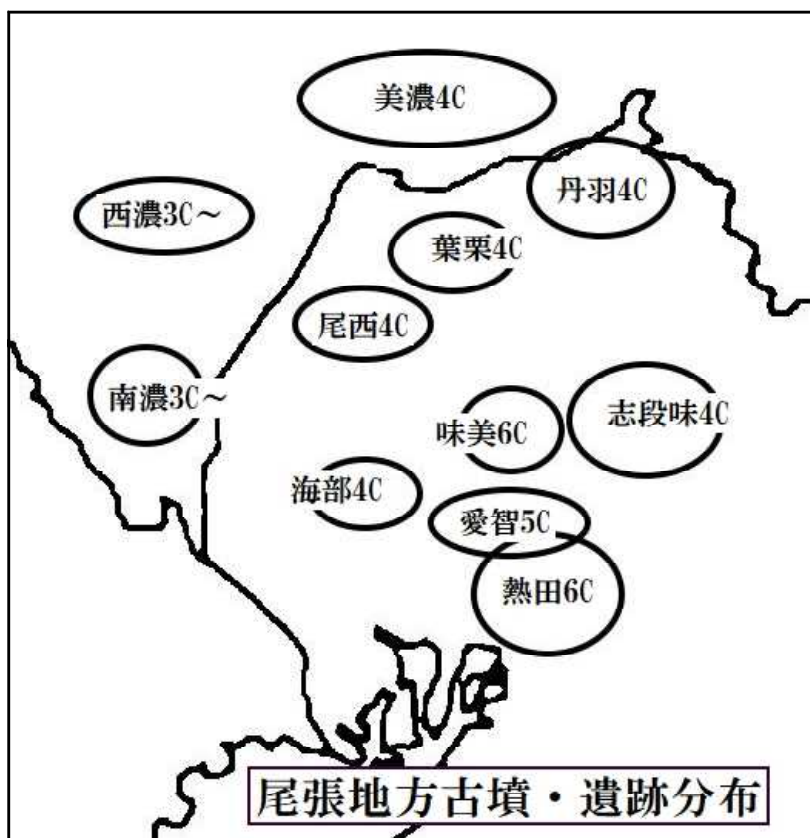 美濃4C
丹羽4C
西濃3C～
葉栗4C
尾西4C
南濃3C～
志段味4C
味美6C
海部4C
愛智5C
熱田6C
尾張地方古墳・遺跡分布